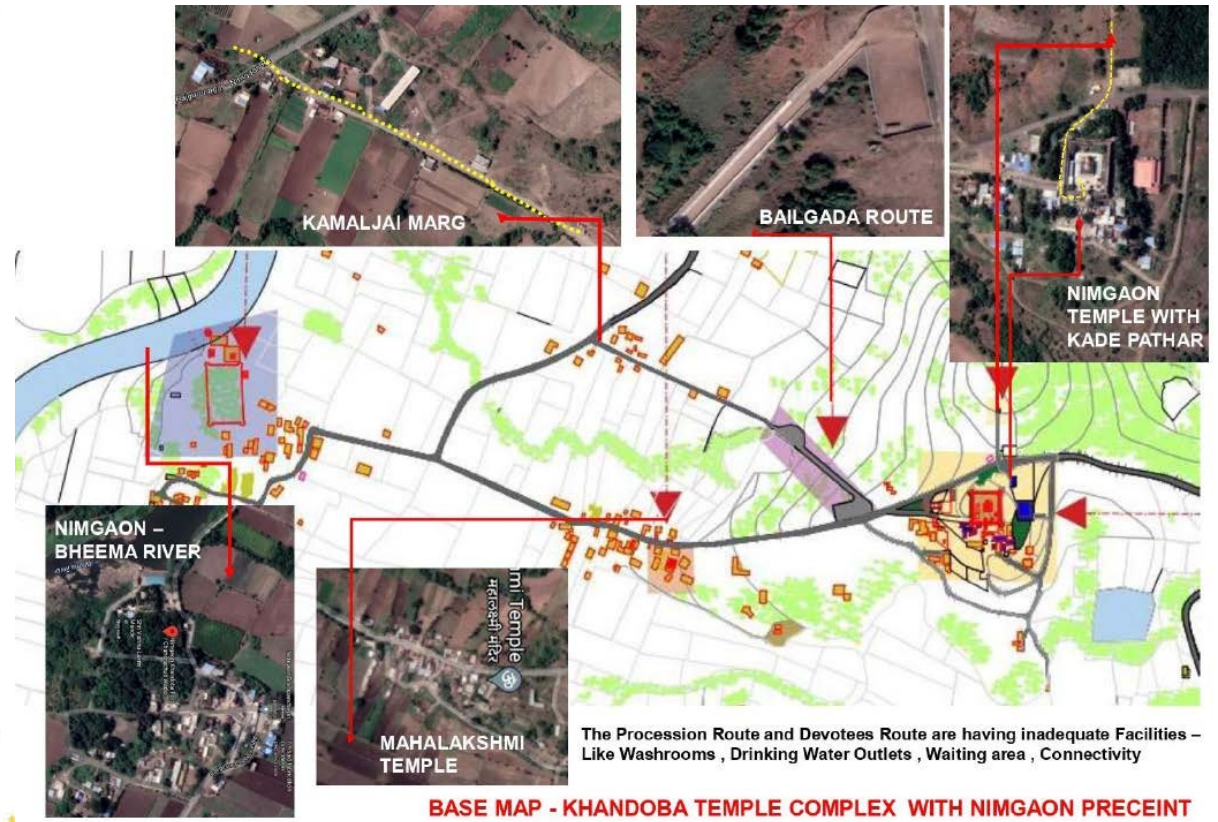 KAMALJAI MARG
BAILGADA ROUTE
NIMGAON
TEMPLE WITH
KADE PATHAR
NIMGAON –
BHEEMA RIVER
mi Temple
महालक्ष्मी मंदिर
MAHALAKSHMI
TEMPLE
The Procession Route and Devotees Route are having inadequate Facilities –
Like Washrooms , Drinking Water Outlets , Waiting area , Connectivity
BASE MAP - KHANDOBA TEMPLE COMPLEX WITH NIMGAON PRECEINT